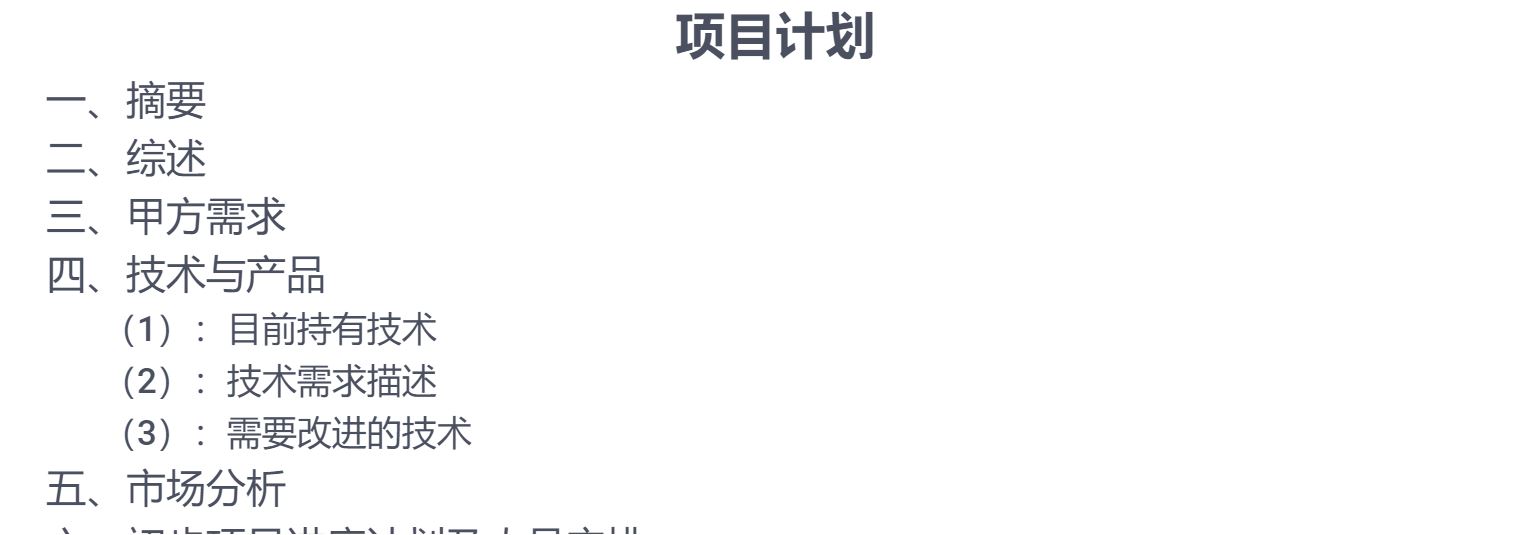 项目计划
一、摘要
二、综述
三、甲方需求
四、技术与产品
（1）：目前持有技术
（2）：技术需求描述
（3）：需要改进的技术
五、市场分析